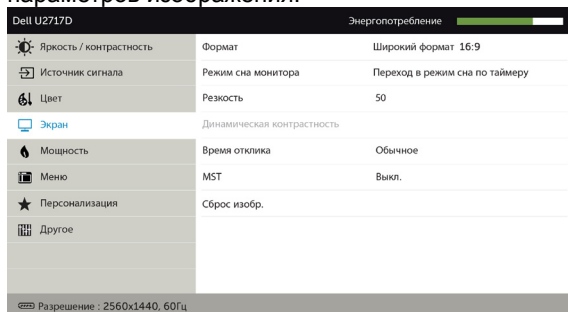 параметров изображения.
Dell U2717D Энергопотребление
Яркость / контрастность Формат Широкий формат 16:9
Источник сигнала Режим сна монитора Переход в режим сна по таймеру
Цвет Резкость 50
Экран Динамическая контрастность
Мощность Время отклика Обычное
Меню MST Выкл.
Персонализация Сброс изобр.
Другое
Разрешение : 2560x1440, 60Гц